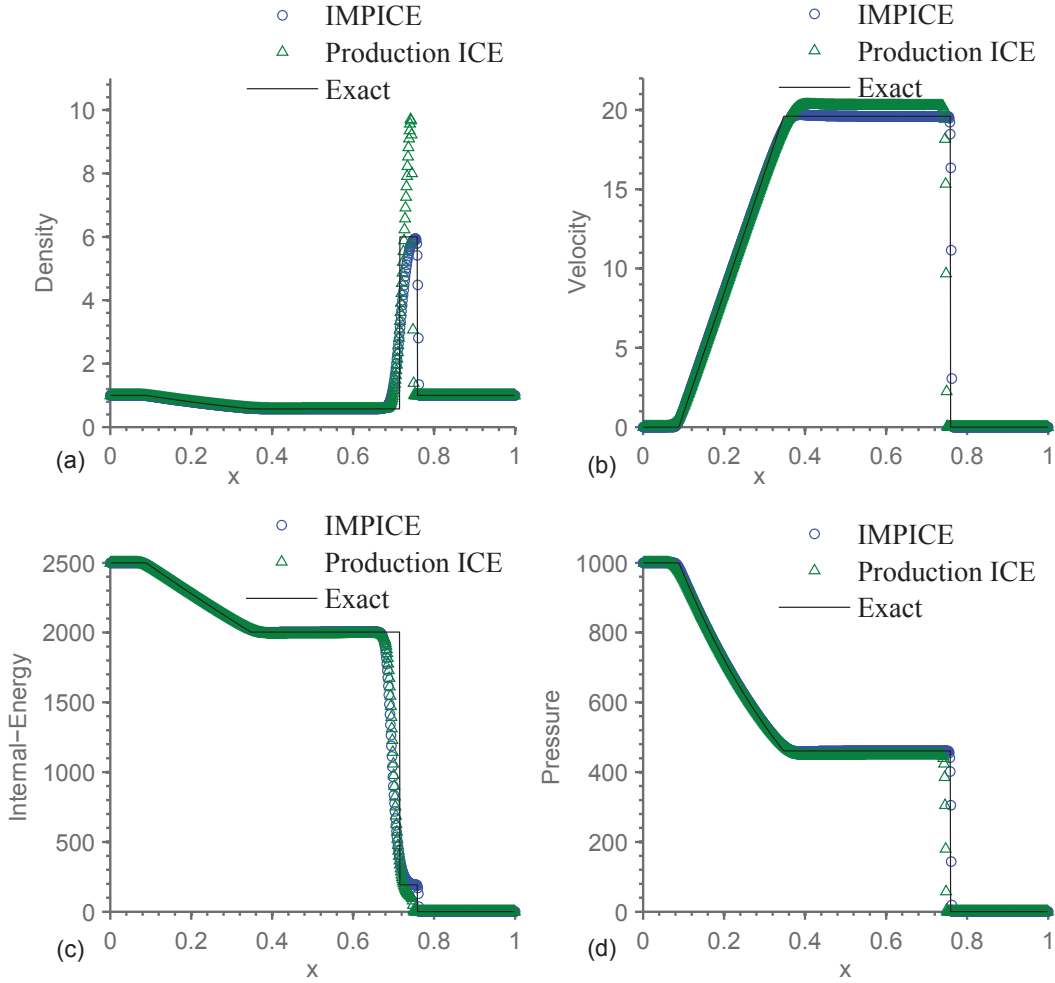 IMPICE
Production ICE
Exact
10
8
6
4
2
0
Density
0
0.2
0.4
0.6
0.8
1
x
(a)
IMPICE
Production ICE
Exact
20
15
10
5
0
Velocity
0
0.2
0.4
0.6
0.8
1
x
(b)
IMPICE
Production ICE
Exact
2500
2000
1500
1000
500
0
Internal−Energy
0
0.2
0.4
0.6
0.8
1
x
(c)
IMPICE
Production ICE
Exact
1000
800
600
400
200
0
Pressure
0
0.2
0.4
0.6
0.8
1
x
(d)